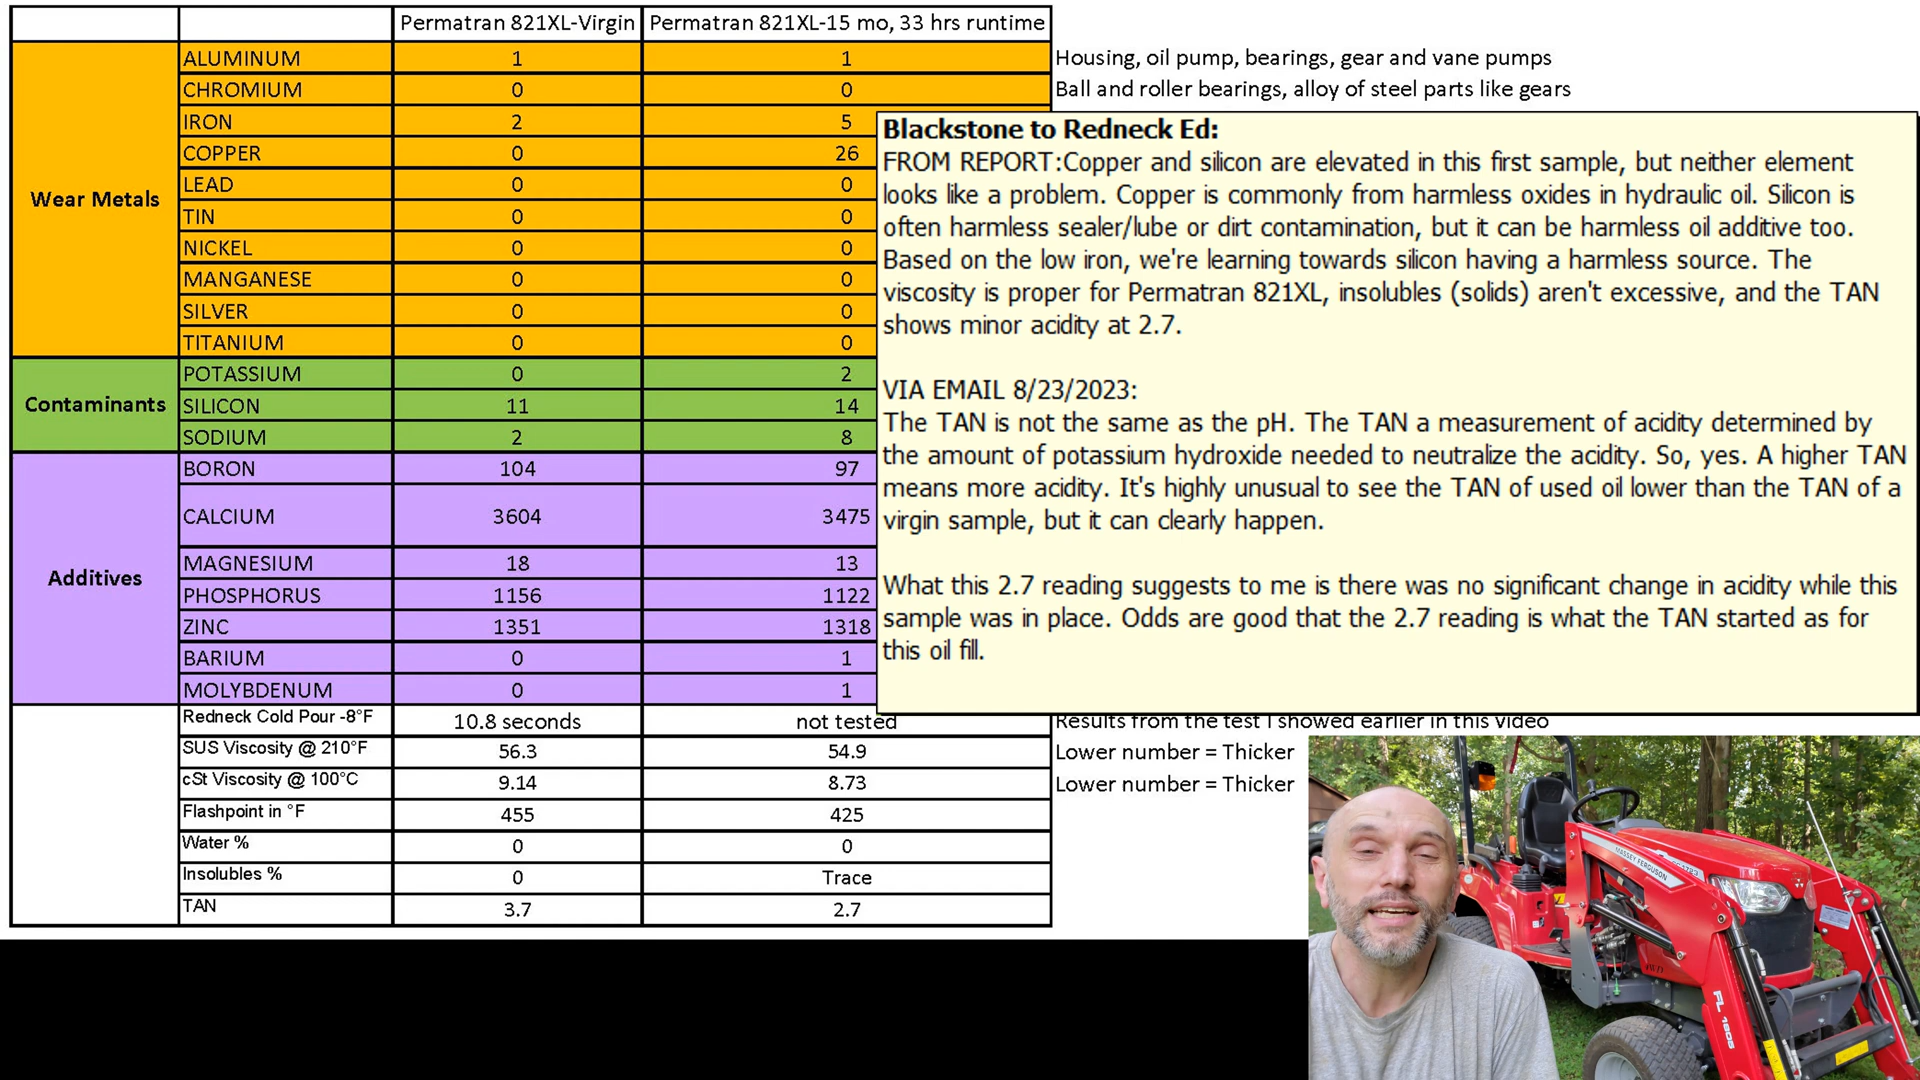 Permatran 821XL-Virgin Permatran 821XL-15 mo, 33 hrs runtime
Wear Metals
ALUMINUM 1 1 Housing, oil pump, bearings, gear and vane pumps
CHROMIUM 0 0 Ball and roller bearings, alloy of steel parts like gears
IRON 2 5
COPPER 0 26
LEAD 0 0
TIN 0 0
NICKEL 0 0
MANGANESE 0 0
SILVER 0 0
TITANIUM 0 0
Contaminants
POTASSIUM 0 2
SILICON 11 14
SODIUM 2 8
Additives
BORON 104 97
CALCIUM 3604 3475
MAGNESIUM 18 13
PHOSPHORUS 1156 1122
ZINC 1351 1318
BARIUM 0 1
MOLYBDENUM 0 1
Redneck Cold Pour -8°F 10.8 seconds not tested Results from the test I showed earlier in this video
SUS Viscosity @ 210°F 56.3 54.9 Lower number = Thicker
cSt Viscosity @ 100°C 9.14 8.73 Lower number = Thicker
Flashpoint in °F 455 425
Water % 0 0
Insolubles % 0 Trace
TAN 3.7 2.7
Blackstone to Redneck Ed:
FROM REPORT:Copper and silicon are elevated in this first sample, but neither element
looks like a problem. Copper is commonly from harmless oxides in hydraulic oil. Silicon is
often harmless sealer/lube or dirt contamination, but it can be harmless oil additive too.
Based on the low iron, we're learning towards silicon having a harmless source. The
viscosity is proper for Permatran 821XL, insolubles (solids) aren't excessive, and the TAN
shows minor acidity at 2.7.
VIA EMAIL 8/23/2023:
The TAN is not the same as the pH. The TAN a measurement of acidity determined by
the amount of potassium hydroxide needed to neutralize the acidity. So, yes. A higher TAN
means more acidity. It's highly unusual to see the TAN of used oil lower than the TAN of a
virgin sample, but it can clearly happen.
What this 2.7 reading suggests to me is there was no significant change in acidity while this
sample was in place. Odds are good that the 2.7 reading is what the TAN started as for
this oil fill.
MASSEY FERGUSON
FL 1805